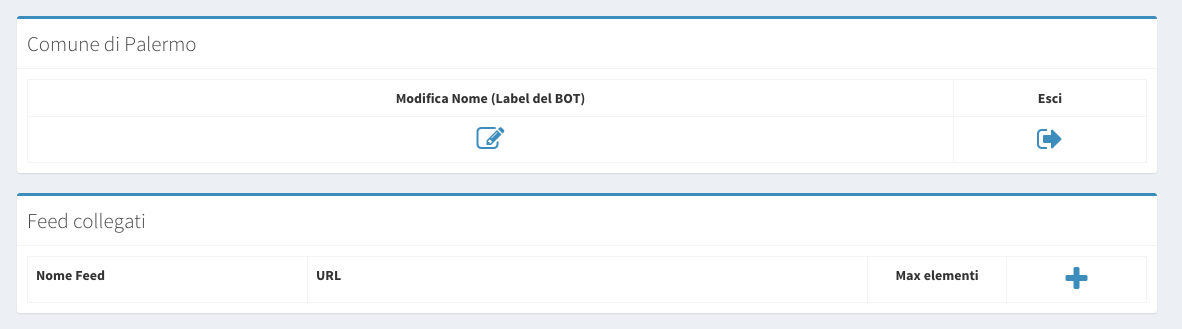 Comune di Palermo
Modifica Nome (Label del BOT) Esci
Feed collegati
Nome Feed URL Max elementi